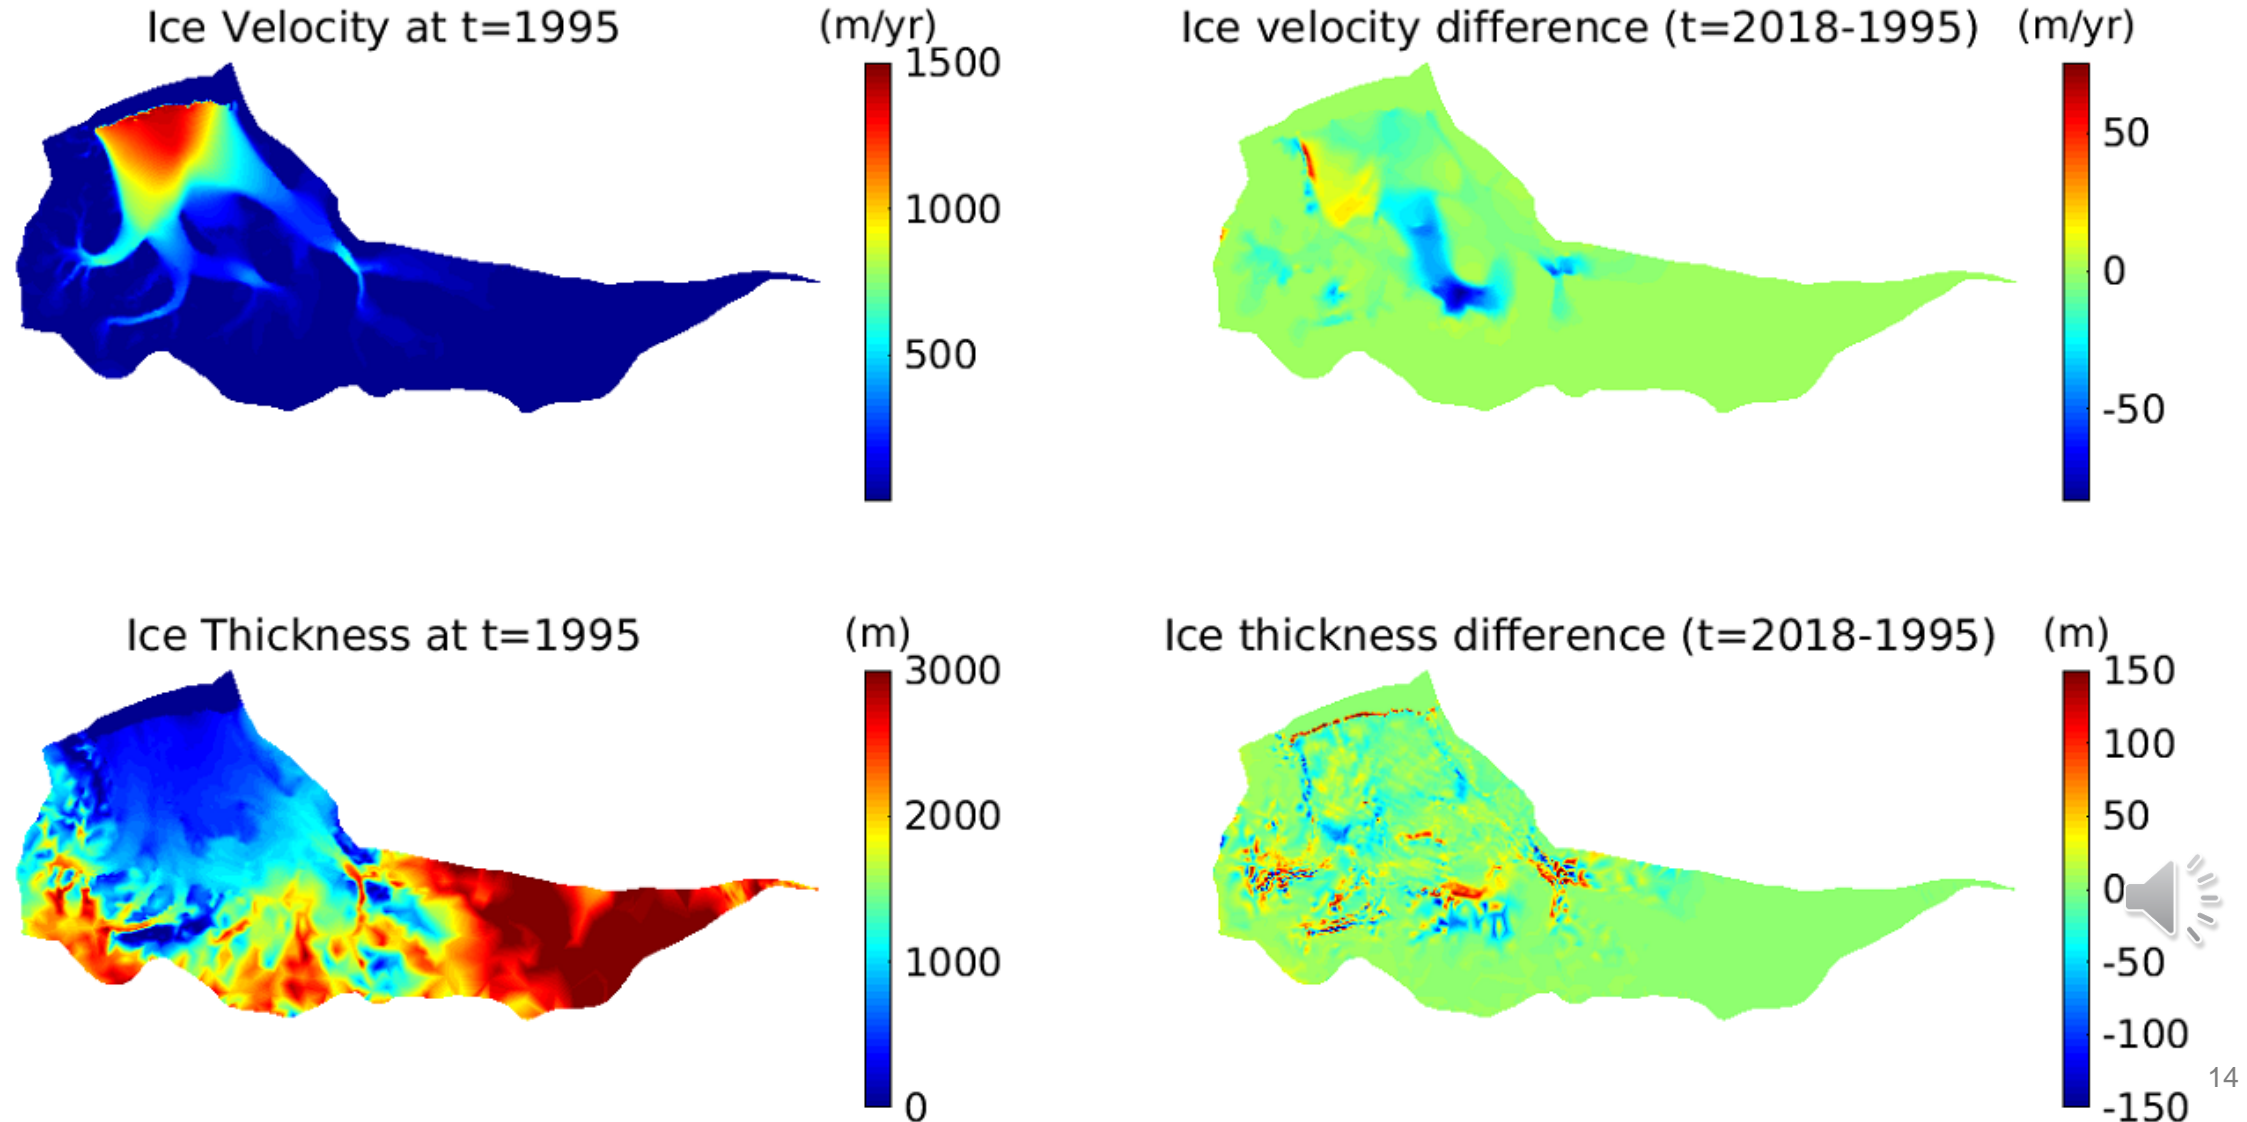 Ice Velocity at t=1995
(m/yr)
1500
1000
500
Ice velocity difference (t=2018-1995)
(m/yr)
50
0
-50
Ice Thickness at t=1995
(m)
3000
2000
1000
0
Ice thickness difference (t=2018-1995)
(m)
150
100
50
0
-50
-100
-150
14